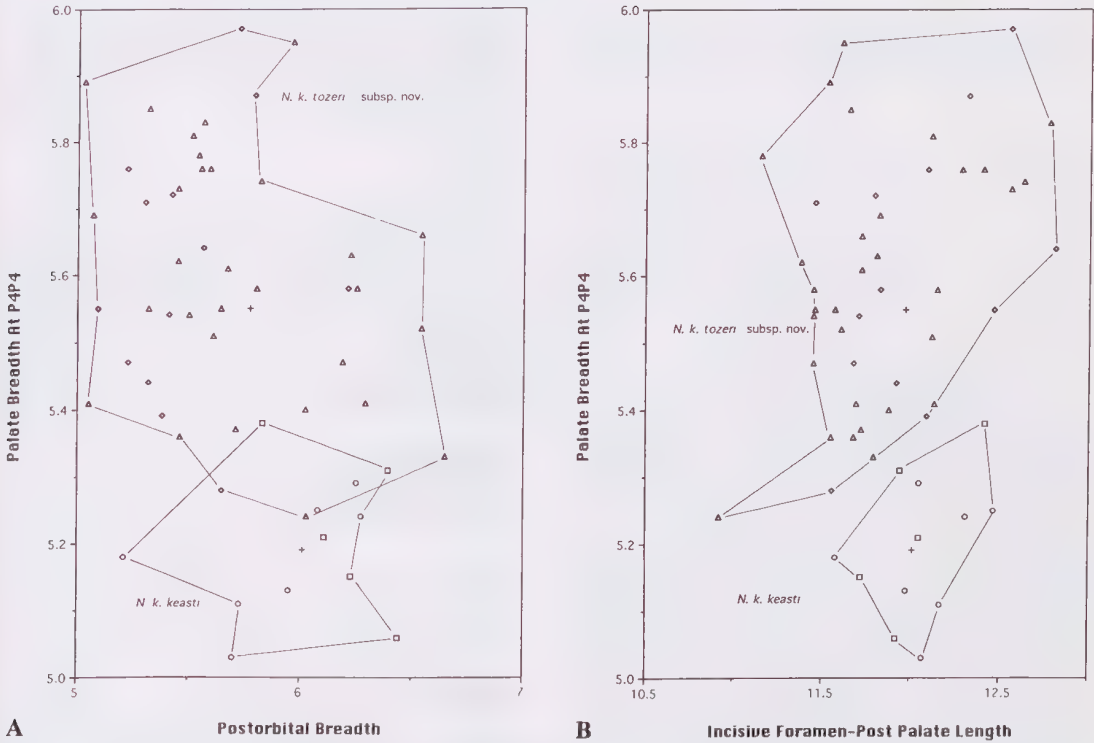 6.0
5.8
5.6
5.4
5.2
5.0
Palate Breadth At P4P4
N. k. tozeri subsp. nov.
N. k. keasti
5
6
7
A
Postorbital Breadth
6.0
5.8
5.6
5.4
5.2
5.0
Palate Breadth At P4P4
N. k. tozeri subsp. nov.
N. k. keasti
10.5
11.5
12.5
B
Incisive Foramen-Post Palate Length